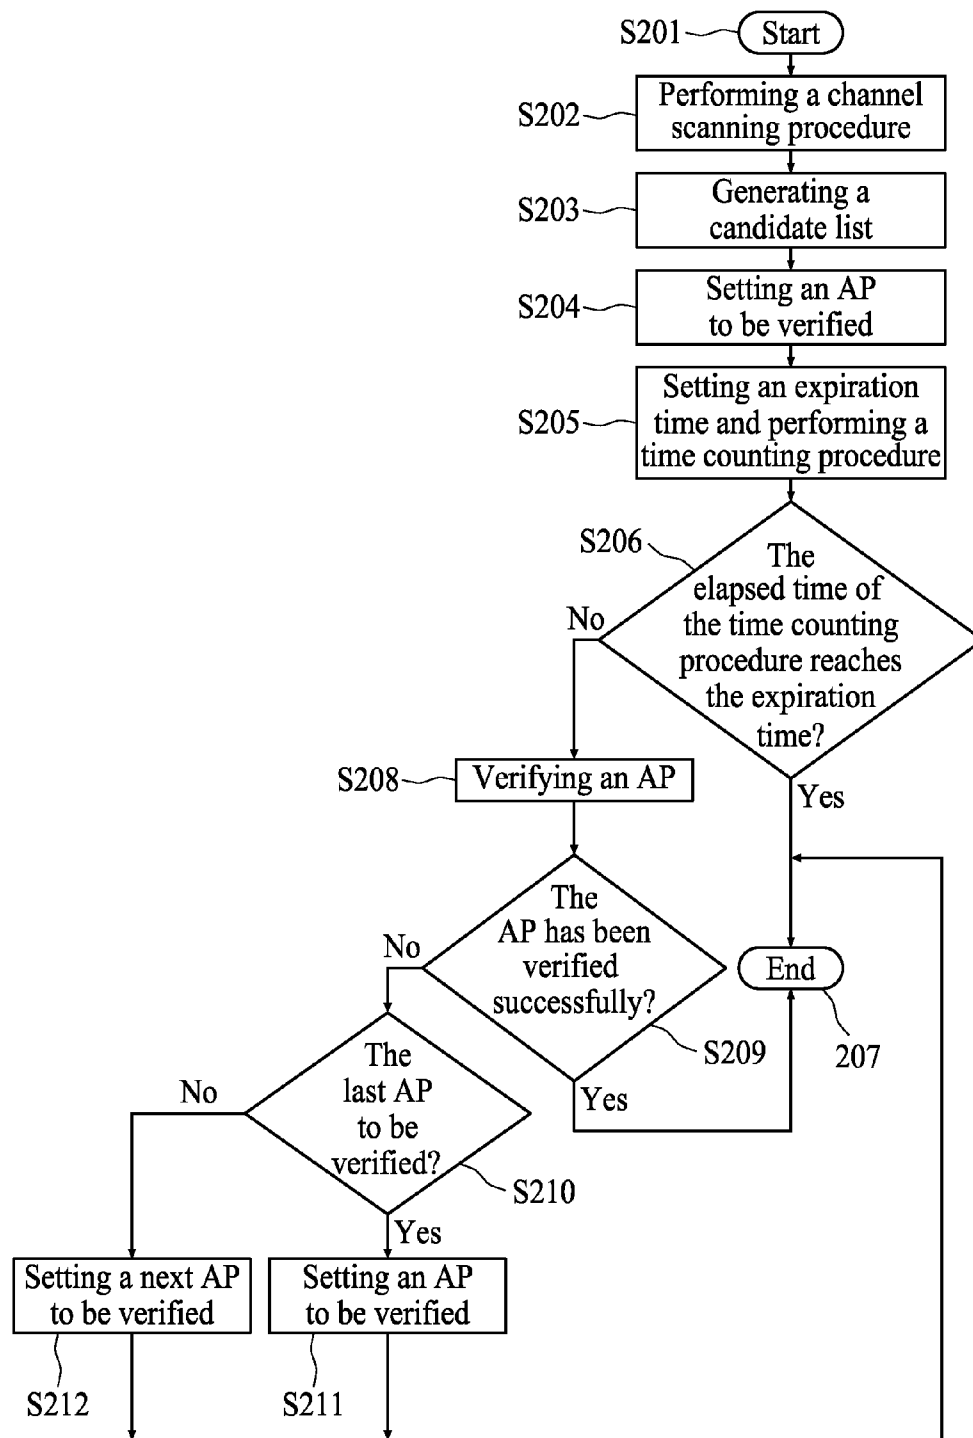 S201
Start
S202
Performing a channel
scanning procedure
S203
Generating a
candidate list
S204
Setting an AP
to be verified
S205
Setting an expiration
time and performing a
time counting procedure
S206
The
elapsed time of
the time counting
procedure reaches
the expiration
time?
No
Yes
S208
Verifying an AP
The
AP has been
verified
successfully?
No
S209
Yes
End
207
The
last AP
to be
verified?
No
S210
Yes
Setting a next AP
to be verified
Setting an AP
to be verified
S212
S211